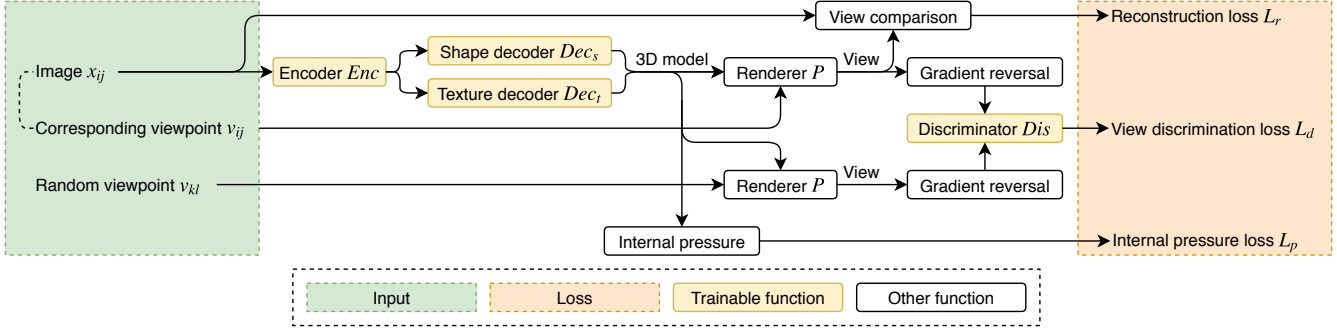 View comparison
Reconstruction loss L_r
Image x_ij
Encoder Enc
Shape decoder Dec_s
Texture decoder Dec_t
3D model
Renderer P
View
Gradient reversal
Corresponding viewpoint v_ij
Discriminator Dis
View discrimination loss L_d
Random viewpoint v_kl
Renderer P
View
Gradient reversal
Internal pressure
Internal pressure loss L_p
Input
Loss
Trainable function
Other function